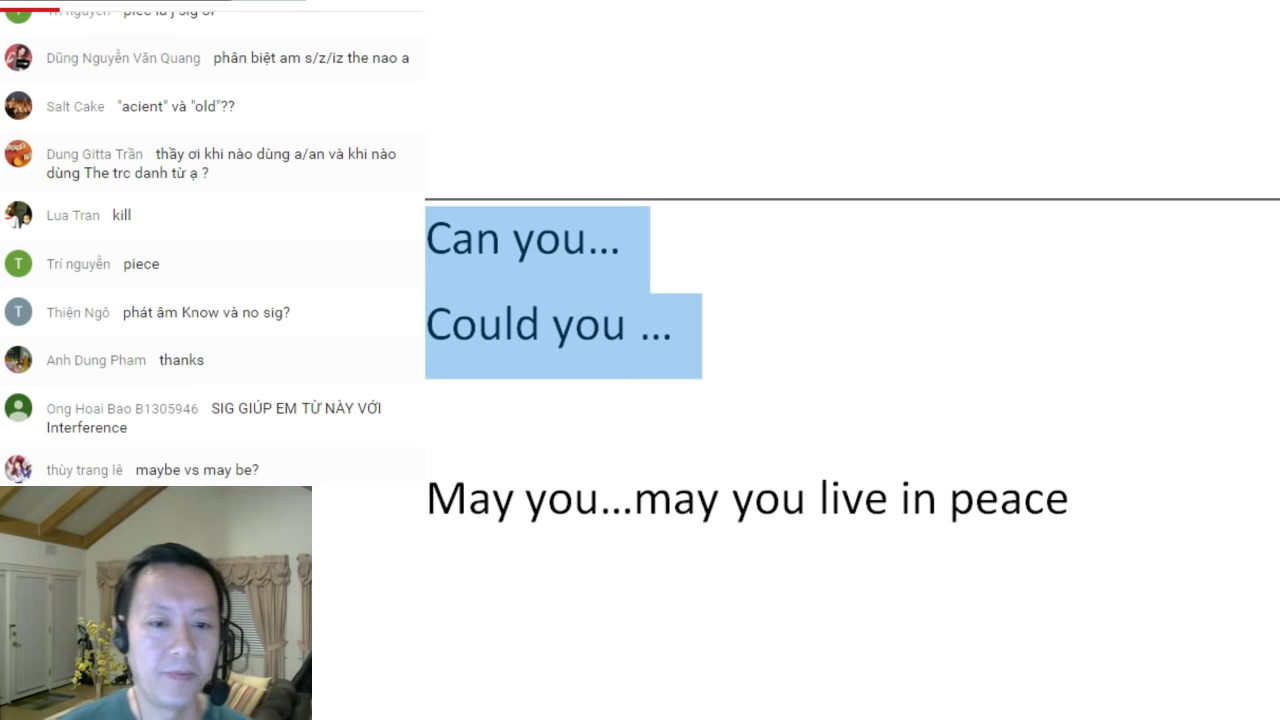 Dũng Nguyễn Văn Quang phân biệt am s/z/iz the nao a
Salt Cake "acient" và "old"??
Dung Gitta Trần thầy ơi khi nào dùng a/an và khi nào
dùng The trc danh từ ạ ?
Lua Tran kill
T Trí nguyễn piece
T Thiện Ngô phát âm Know và no sig?
Anh Dung Pham thanks
Ong Hoai Bao B1305946 SIG GIÚP EM TỪ NÀY VỚI
Interference
thùy trang lê maybe vs may be?
Can you...
Could you ...
May you...may you live in peace